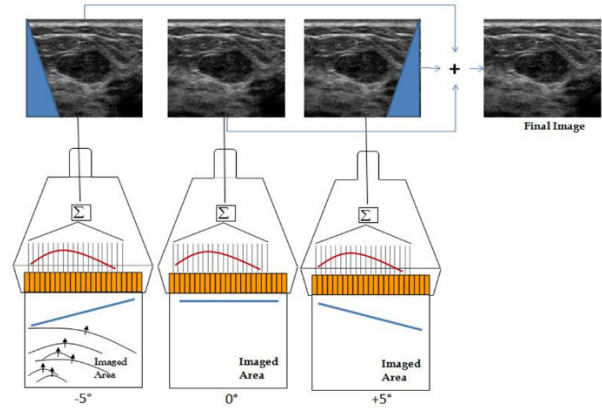 +
Final Image
Σ
Σ
Σ
Imaged
Area
Imaged
Area
Imaged
Area
-5°
0°
+5°